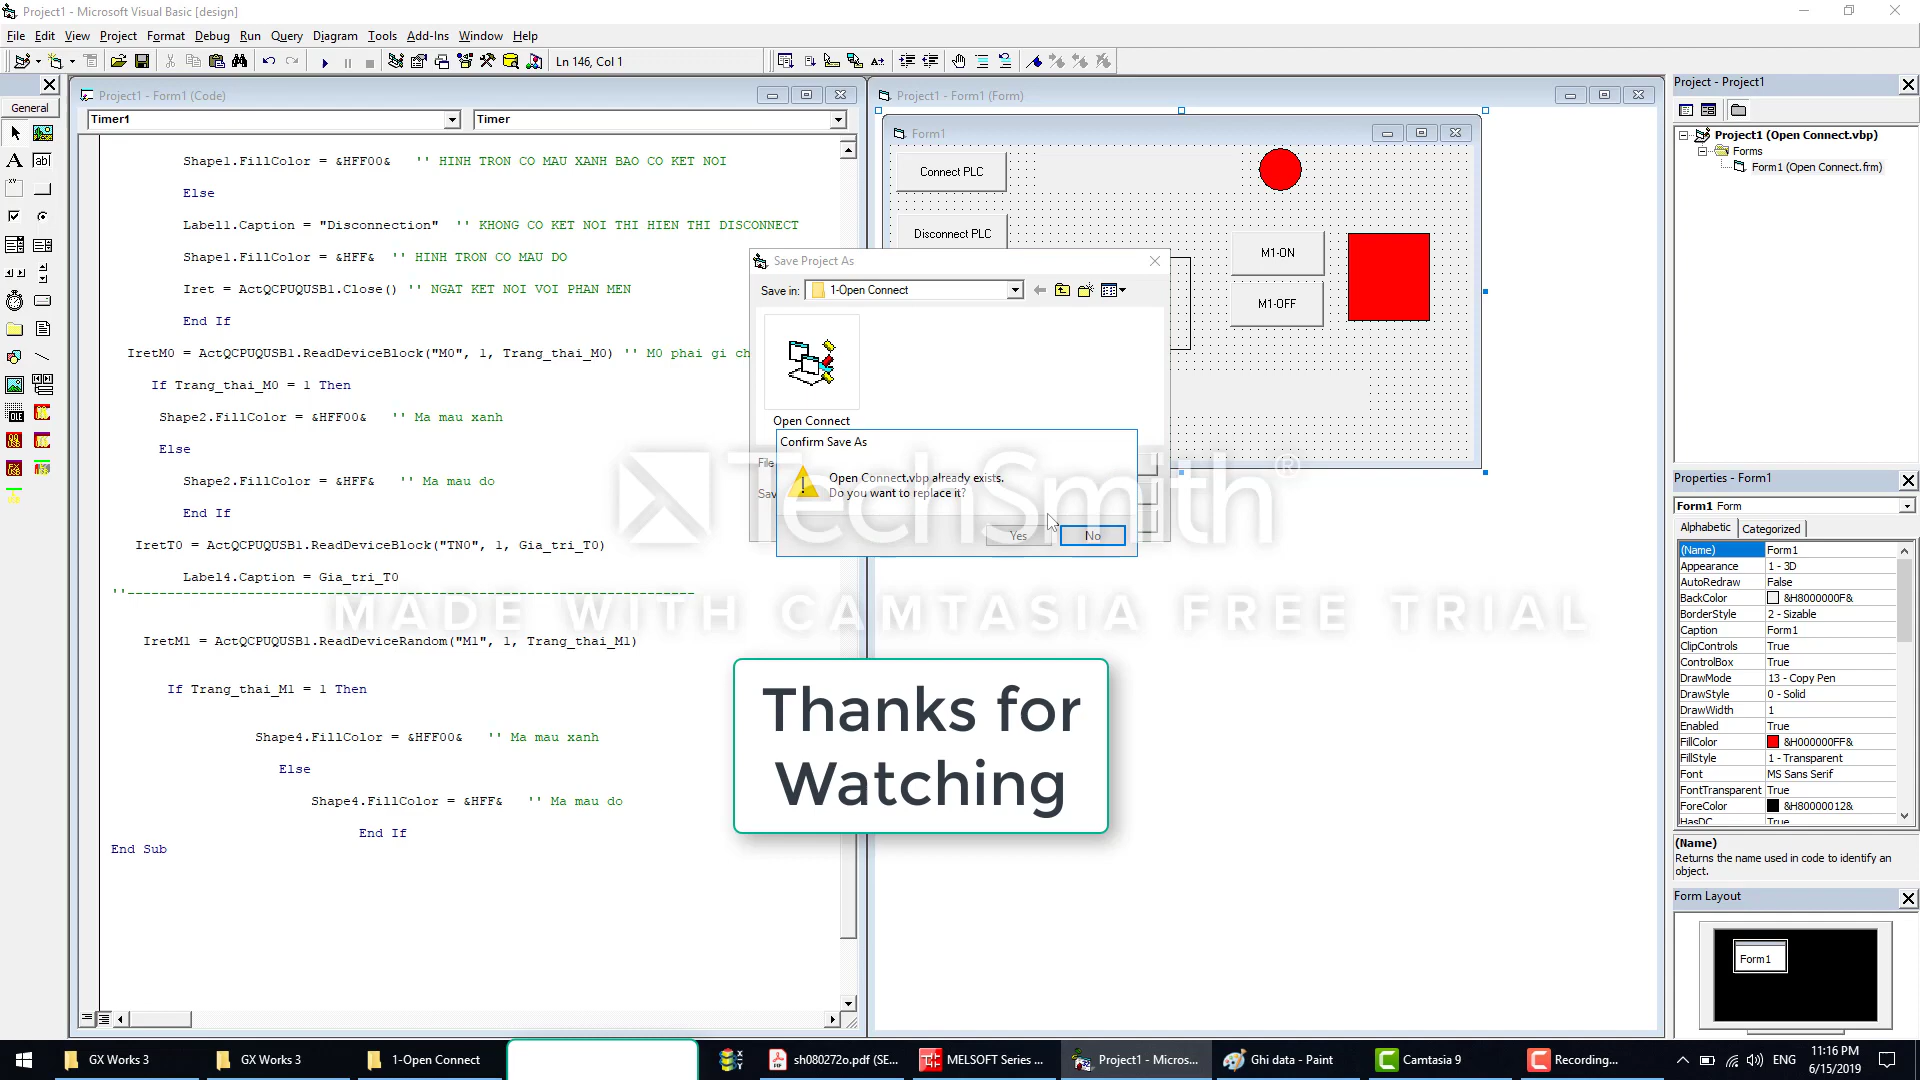 Project1 - Microsoft Visual Basic [design]
File Edit View Project Format Debug Run Query Diagram Tools Add-Ins Window Help
Ln 146, Col 1
General
Project1 - Form1 (Code)
Timer1
Timer
Shape1.FillColor = &HFF00&   '' HINH TRON CO MAU XANH BAO CO KET NOI
Else
Label1.Caption = "Disconnection"  '' KHONG CO KET NOI THI HIEN THI DISCONNECT
Shape1.FillColor = &HFF&  '' HINH TRON CO MAU DO
Iret = ActQCPUQUSB1.Close() '' NGAT KET NOI VOI PHAN MEN
End If
IretM0 = ActQCPUQUSB1.ReadDeviceBlock("M0", 1, Trang_thai_M0) '' M0 phai gi ch
If Trang_thai_M0 = 1 Then
Shape2.FillColor = &HFF00&   '' Ma mau xanh
Else
Shape2.FillColor = &HFF&  '' Ma mau do
End If
IretT0 = ActQCPUQUSB1.ReadDeviceBlock("TN0", 1, Gia_tri_T0)
Label4.Caption = Gia_tri_T0
''-----------------------------------------------------------------------
IretM1 = ActQCPUQUSB1.ReadDeviceRandom("M1", 1, Trang_thai_M1)
If Trang_thai_M1 = 1 Then
Shape4.FillColor = &HFF00&   '' Ma mau xanh
Else
Shape4.FillColor = &HFF&   '' Ma mau do
End If
End Sub
Project1 - Form1 (Form)
Form1
Connect PLC
Disconnect PLC
M1-ON
M1-OFF
Save Project As
Save in: 1-Open Connect
Open Connect
File
Sav
Confirm Save As
Open Connect.vbp already exists.
Do you want to replace it?
Yes No
TechSmith®
MADE WITH CAMTASIA FREE TRIAL
Thanks for
Watching
Project - Project1
Project1 (Open Connect.vbp)
Forms
Form1 (Open Connect.frm)
Properties - Form1
Form1 Form
Alphabetic Categorized
(Name) Form1
Appearance 1 - 3D
AutoRedraw False
BackColor &H8000000F&
BorderStyle 2 - Sizable
Caption Form1
ClipControls True
ControlBox True
DrawMode 13 - Copy Pen
DrawStyle 0 - Solid
DrawWidth 1
Enabled True
FillColor &H000000FF&
FillStyle 1 - Transparent
Font MS Sans Serif
FontTransparent True
ForeColor &H80000012&
HasDC True
(Name)
Returns the name used in code to identify an
object.
Form Layout
Form1
GX Works 3
GX Works 3
1-Open Connect
sh080272o.pdf (SE...
MELSOFT Series ...
Project1 - Micros...
Ghi data - Paint
Camtasia 9
Recording...
ENG
11:16 PM
6/15/2019